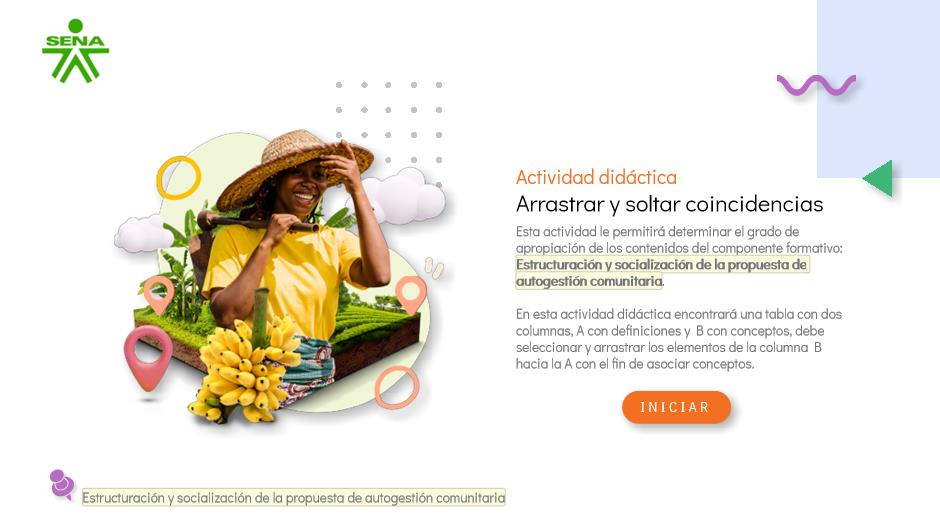 SENA
Actividad didáctica
Arrastrar y soltar coincidencias
Esta actividad le permitirá determinar el grado de
apropiación de los contenidos del componente formativo:
Estructuración y socialización de la propuesta de
autogestión comunitaria.
En esta actividad didáctica encontrará una tabla con dos
columnas, A con definiciones y B con conceptos, debe
seleccionar y arrastrar los elementos de la columna B
hacia la A con el fin de asociar conceptos.
INICIAR
Estructuración y socialización de la propuesta de autogestión comunitaria